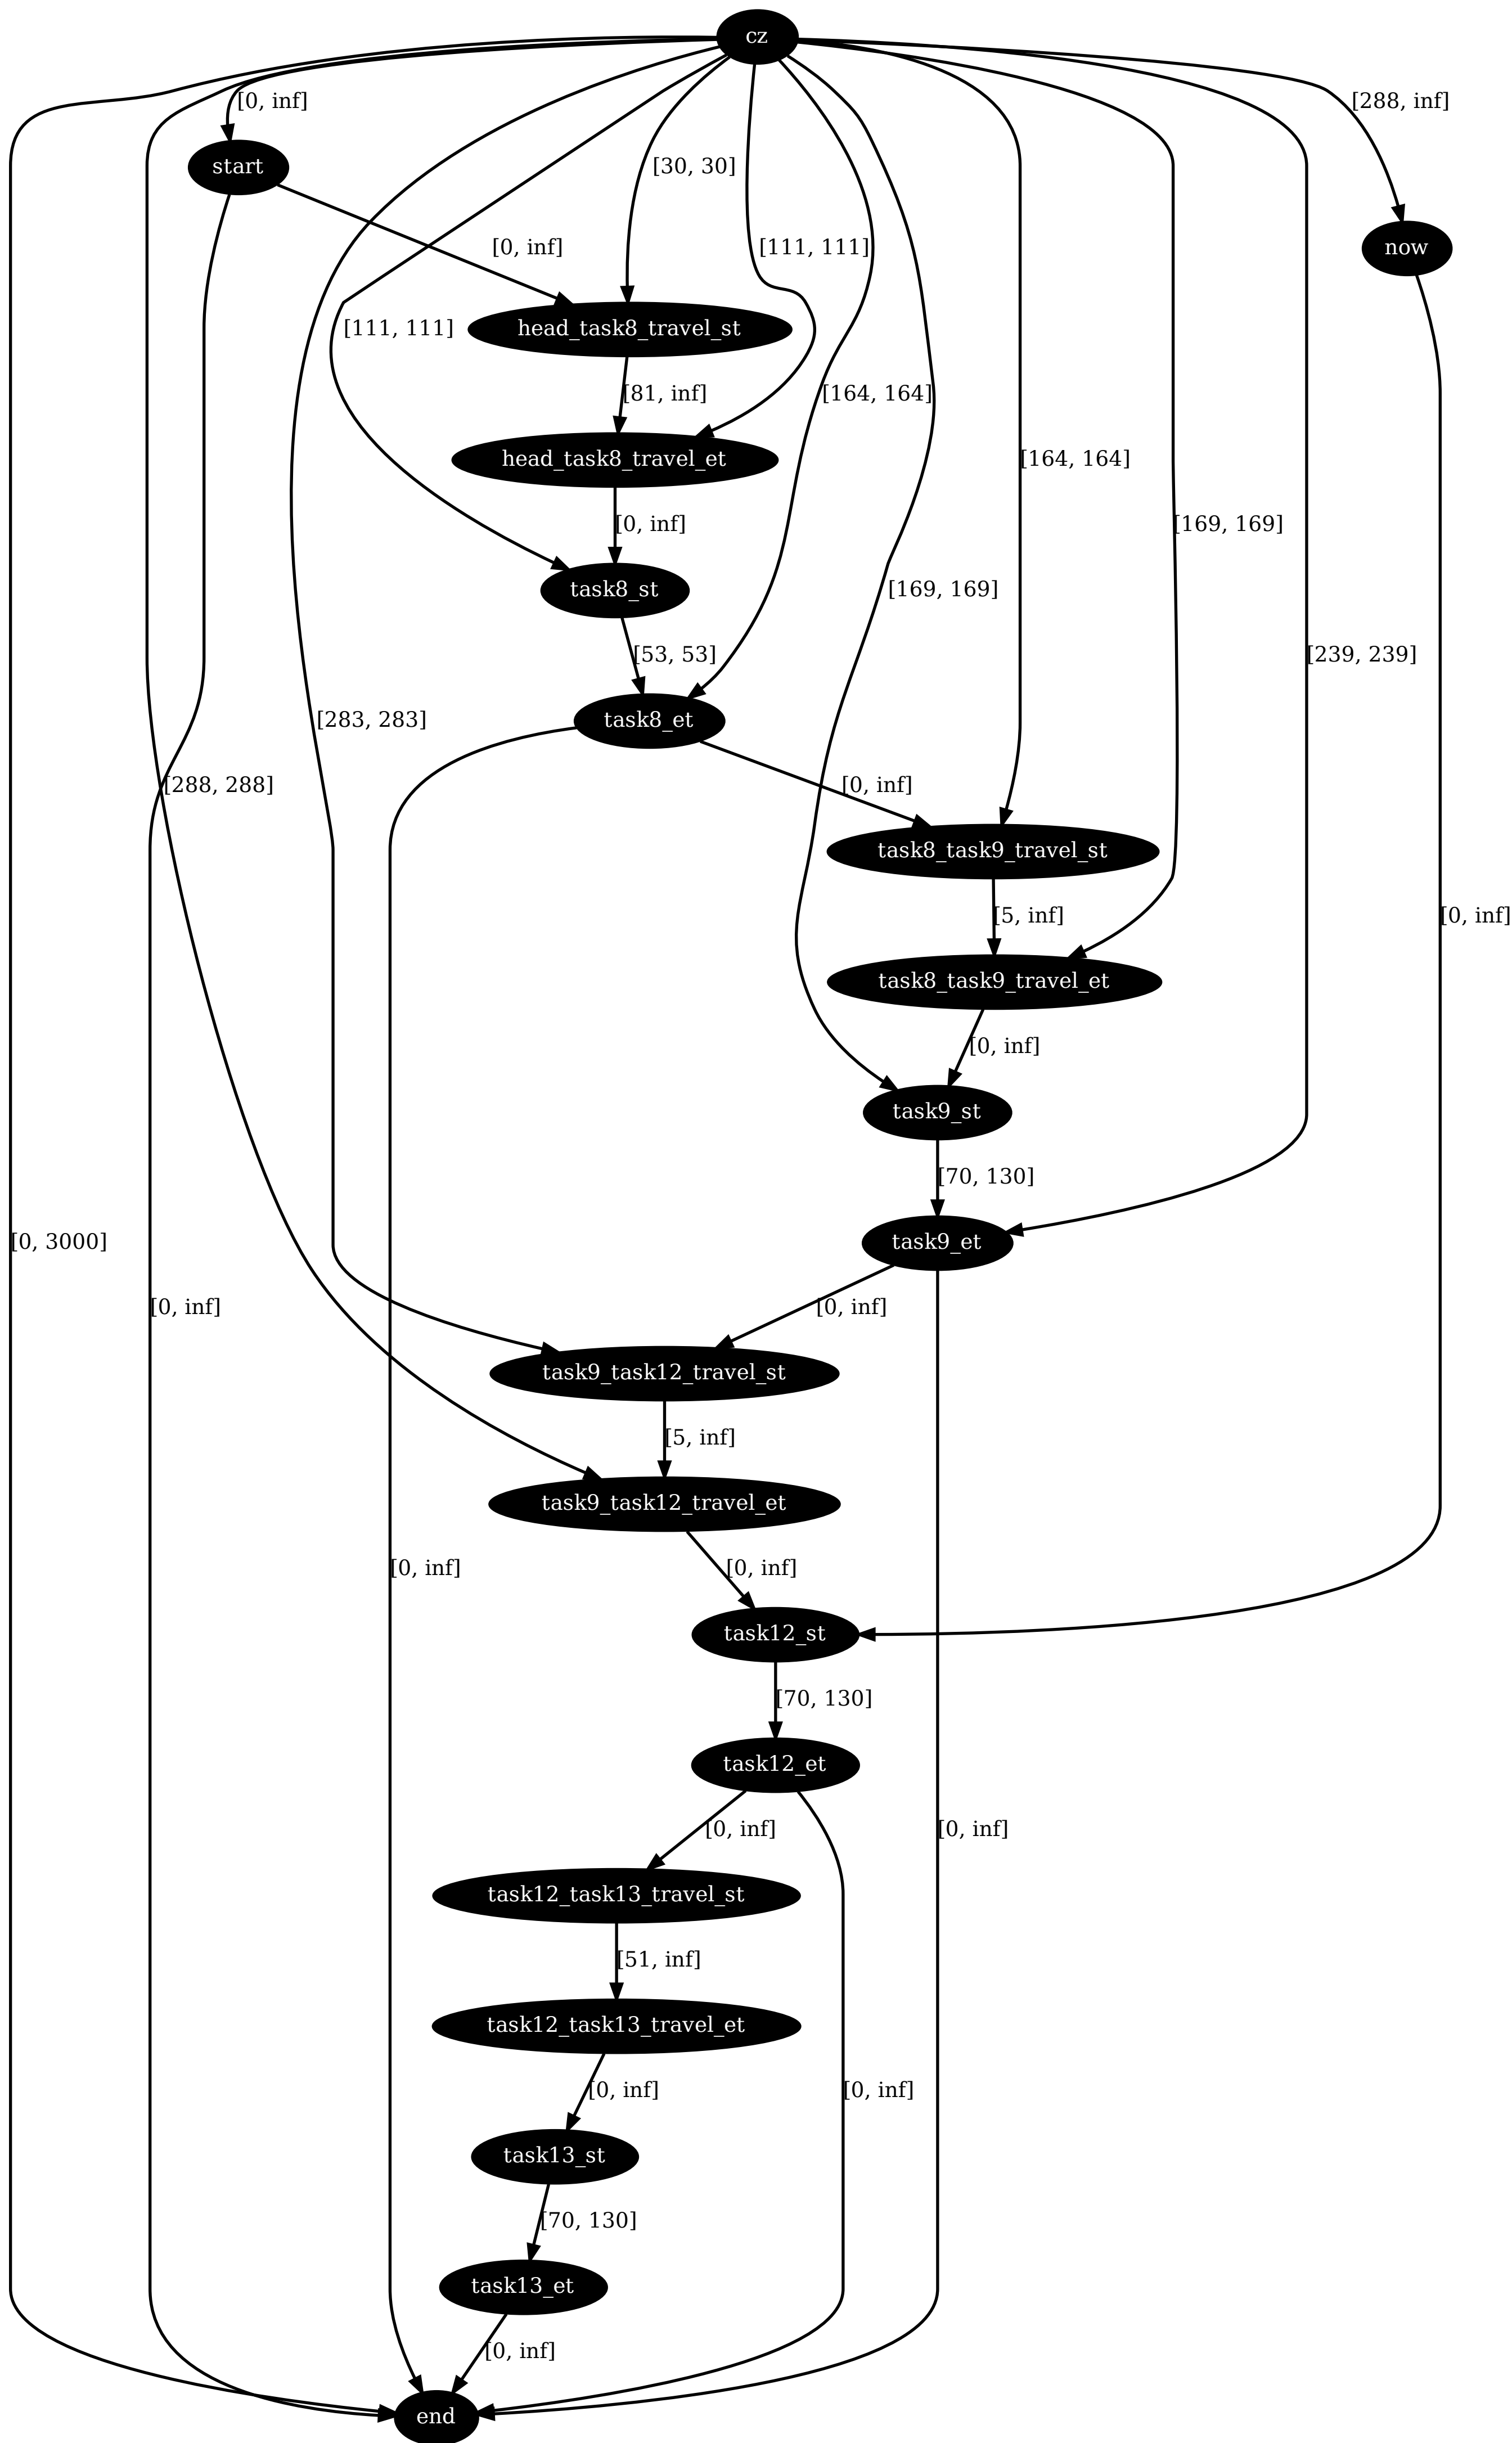 cz
[0, inf]
[288, inf]
start
[30, 30]
now
[0, inf]
[111, 111]
head_task8_travel_st
[111, 111]
[81, inf]
[164, 164]
head_task8_travel_et
[164, 164]
[0, inf]
[169, 169]
task8_st
[169, 169]
[53, 53]
[239, 239]
task8_et
[283, 283]
[288, 288]
[0, inf]
task8_task9_travel_st
[5, inf]
[0, inf]
task8_task9_travel_et
[0, inf]
task9_st
[70, 130]
task9_et
[0, 3000]
[0, inf]
[0, inf]
task9_task12_travel_st
[5, inf]
task9_task12_travel_et
[0, inf]
[0, inf]
task12_st
[70, 130]
task12_et
[0, inf]
[0, inf]
task12_task13_travel_st
[51, inf]
task12_task13_travel_et
[0, inf]
[0, inf]
task13_st
[70, 130]
task13_et
[0, inf]
end